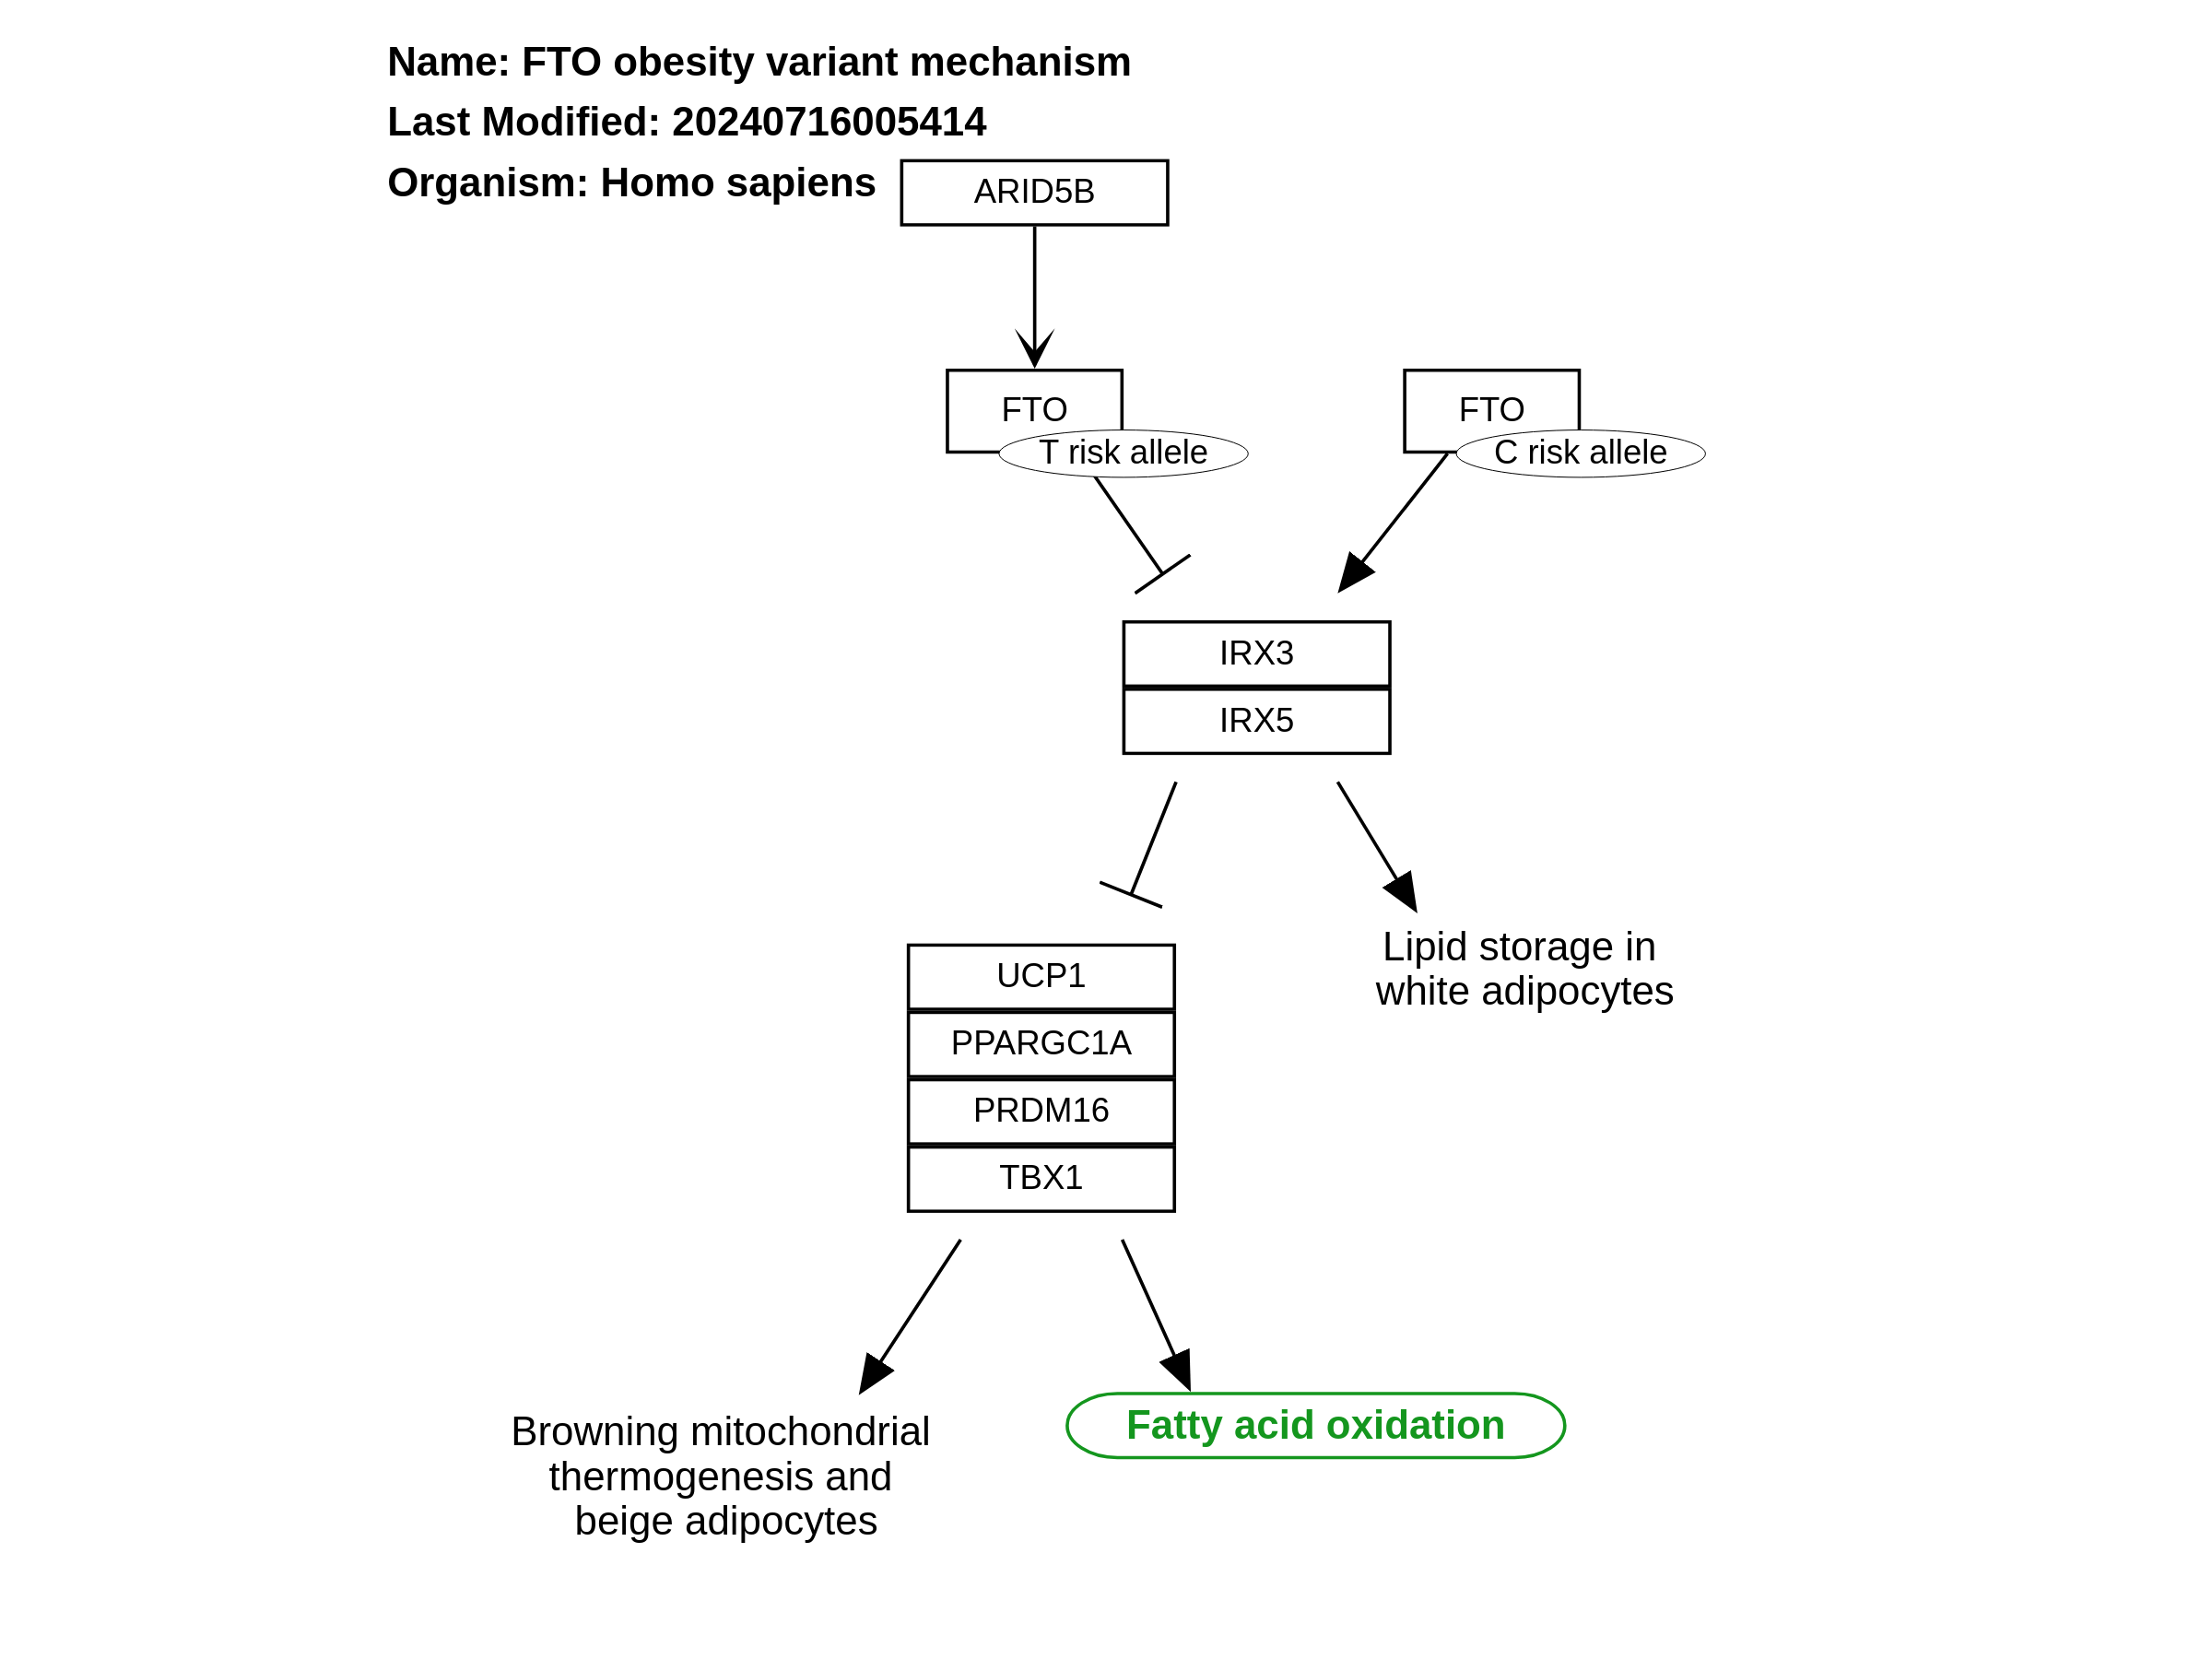 Name: FTO obesity variant mechanism
Last Modified: 20240716005414
Organism: Homo sapiens
ARID5B
FTO
T risk allele
FTO
C risk allele
IRX3
IRX5
UCP1
PPARGC1A
PRDM16
TBX1
Lipid storage in
white adipocytes
Browning mitochondrial
thermogenesis and
beige adipocytes
Fatty acid oxidation